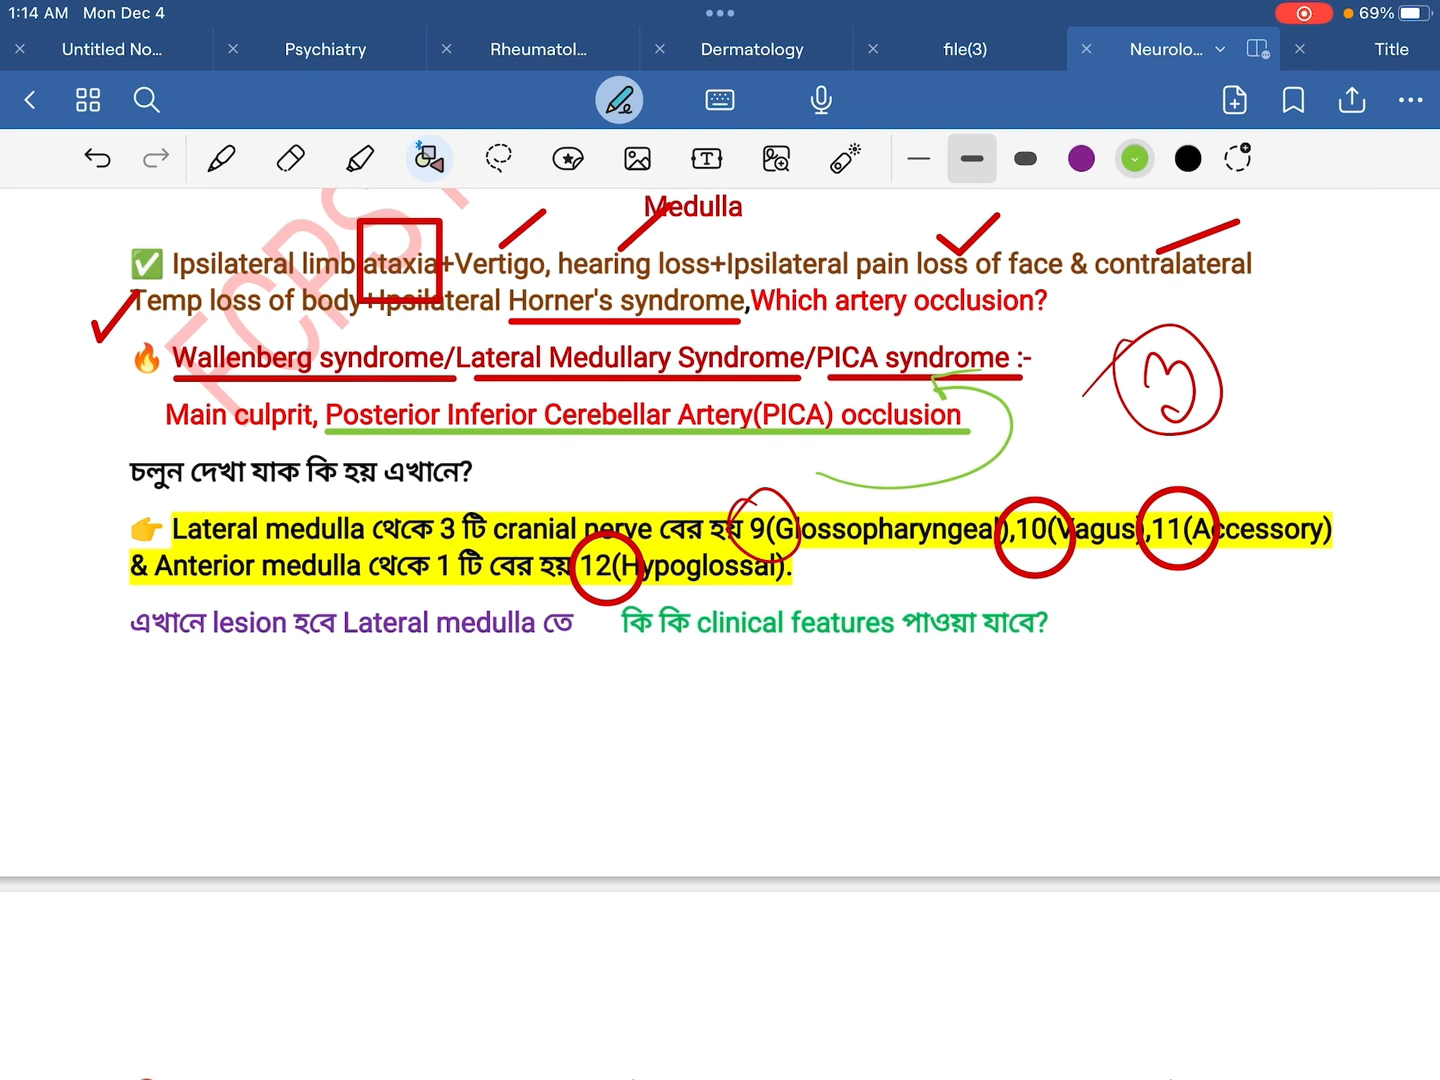 1:14 AM Mon Dec 4
69%
Untitled No... Psychiatry Rheumatol... Dermatology file(3) Neurolo... Title
Medulla
✅ Ipsilateral limb ataxia+Vertigo, hearing loss+Ipsilateral pain loss of face & contralateral
Temp loss of body+Ipsilateral Horner's syndrome,Which artery occlusion?
🔥 Wallenberg syndrome/Lateral Medullary Syndrome/PICA syndrome :-
Main culprit, Posterior Inferior Cerebellar Artery(PICA) occlusion
চলুন দেখা যাক কি হয় এখানে?
👉 Lateral medulla থেকে 3 টি cranial nerve বের হয় 9(Glossopharyngeal),10(Vagus),11(Accessory)
& Anterior medulla থেকে 1 টি বের হয় 12(Hypoglossal).
এখানে lesion হবে Lateral medulla তে কি কি clinical features পাওয়া যাবে?